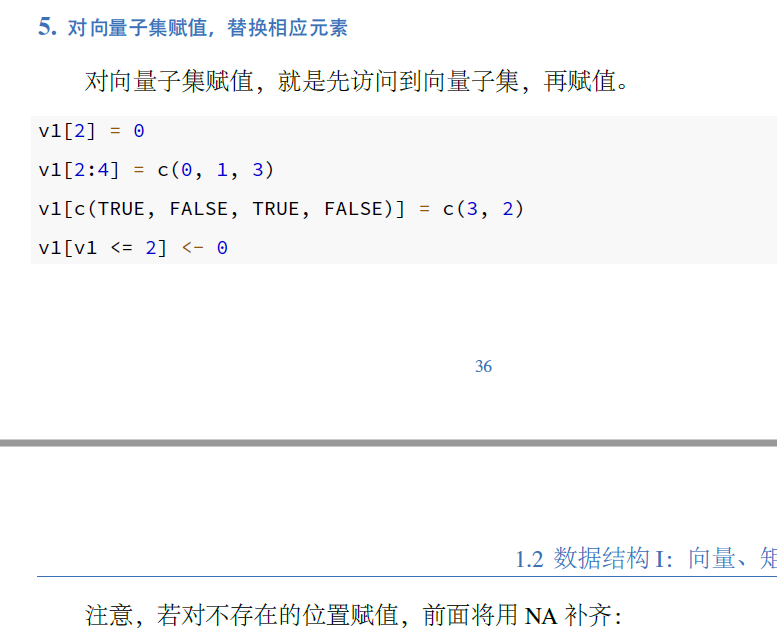 5. 对向量子集赋值，替换相应元素
对向量子集赋值，就是先访问到向量子集，再赋值。
v1[2] = 0
v1[2:4] = c(0, 1, 3)
v1[c(TRUE, FALSE, TRUE, FALSE)] = c(3, 2)
v1[v1 <= 2] <- 0
36
1.2 数据结构 I：向量、矩
注意，若对不存在的位置赋值，前面将用 NA 补齐：